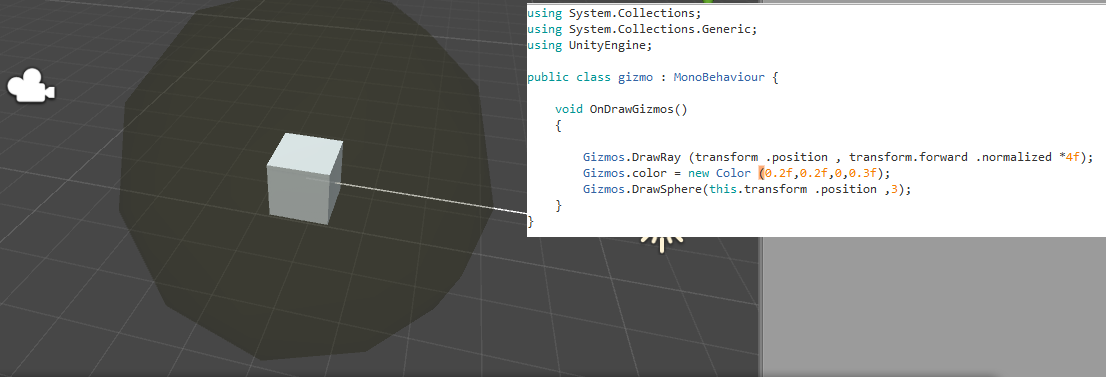 using System.Collections;
using System.Collections.Generic;
using UnityEngine;
public class gizmo : MonoBehaviour {
void OnDrawGizmos()
{
Gizmos.DrawRay (transform .position , transform.forward .normalized *4f);
Gizmos.color = new Color (0.2f,0.2f,0,0.3f);
Gizmos.DrawSphere(this.transform .position ,3);
}
}